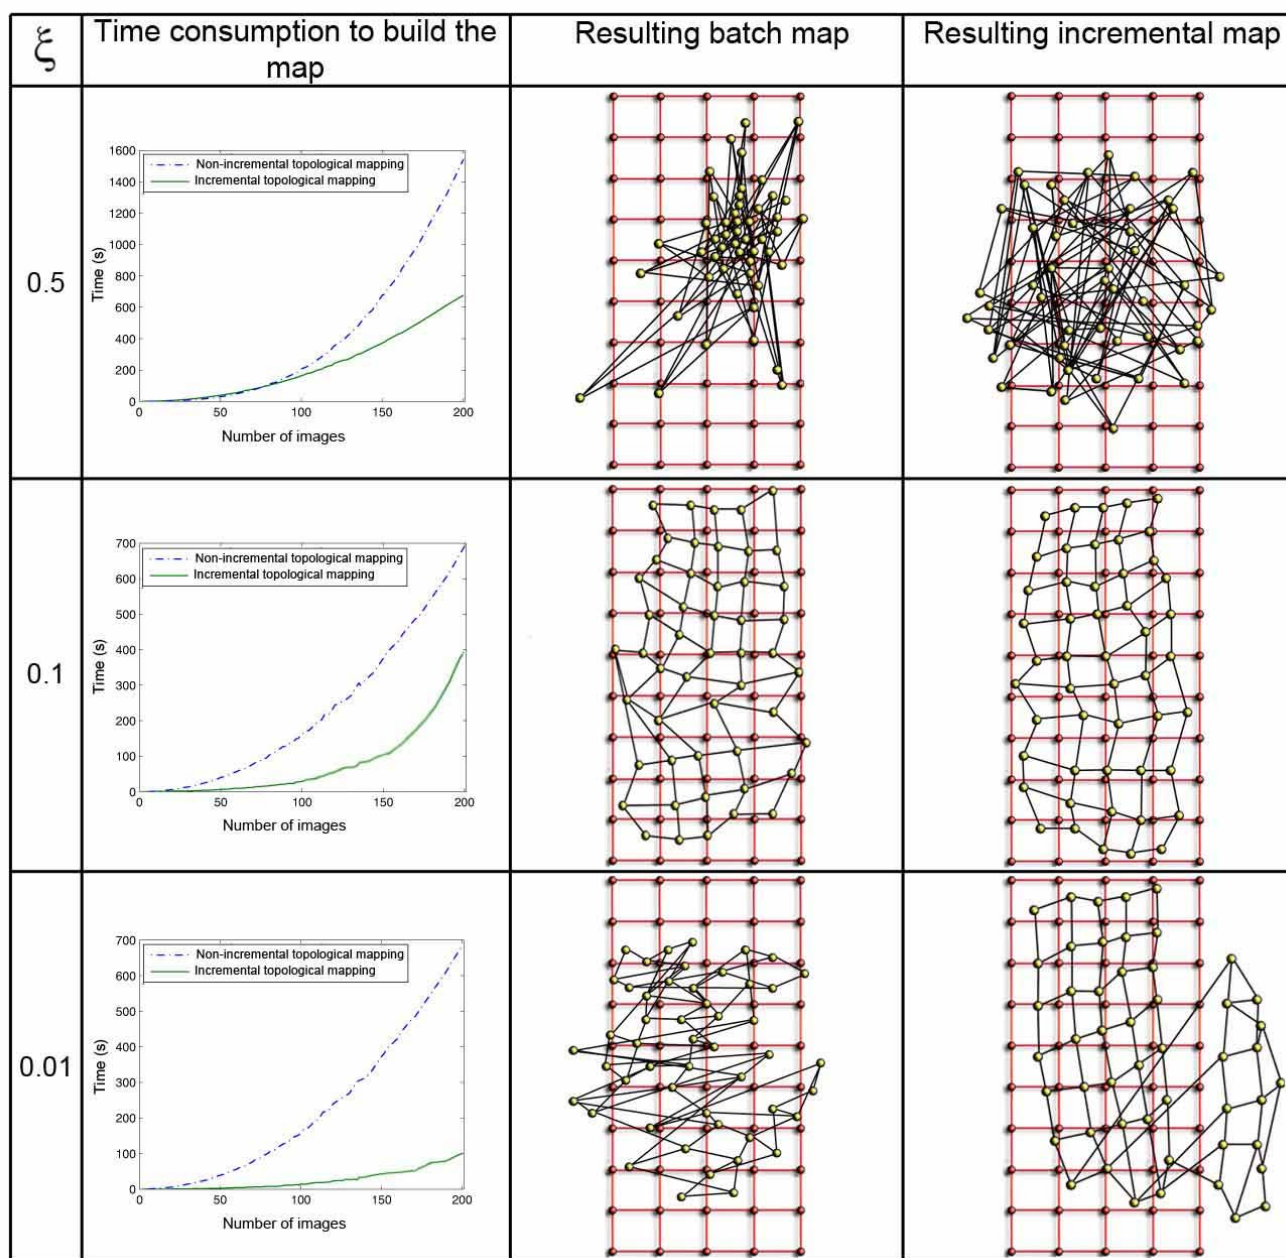 ξ
Time consumption to build the
map
Resulting batch map
Resulting incremental map
0.5
1600
1400
1200
1000
800
600
400
200
0
Time (s)
Non-incremental topological mapping
Incremental topological mapping
0
50
100
150
200
Number of images
0.1
700
600
500
400
300
200
100
0
Time (s)
Non-incremental topological mapping
Incremental topological mapping
0
50
100
150
200
Number of images
0.01
700
600
500
400
300
200
100
0
Time (s)
Non-incremental topological mapping
Incremental topological mapping
0
50
100
150
200
Number of images